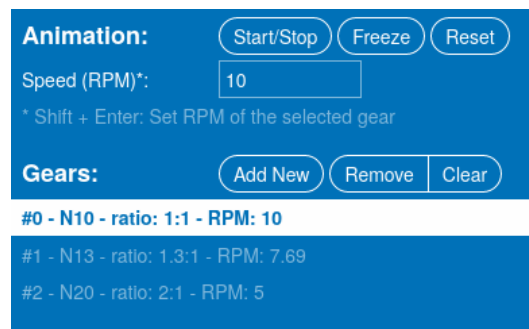 Animation: Start/Stop Freeze Reset
Speed (RPM)*: 10
* Shift + Enter: Set RPM of the selected gear
Gears: Add New Remove Clear
#0 - N10 - ratio: 1:1 - RPM: 10
#1 - N13 - ratio: 1.3:1 - RPM: 7.69
#2 - N20 - ratio: 2:1 - RPM: 5